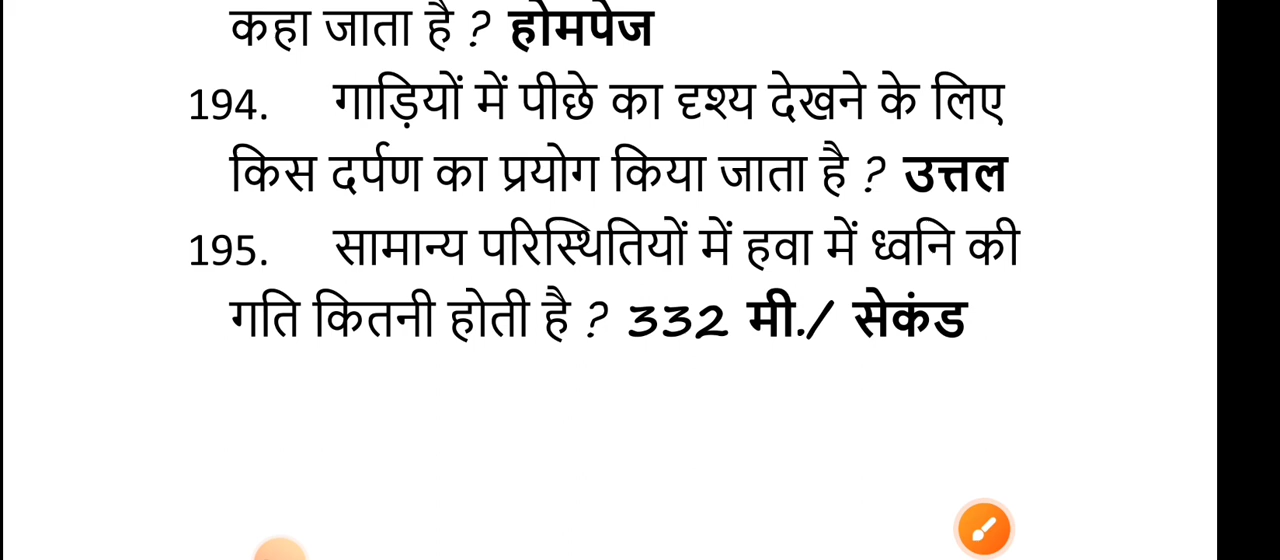 कहा जाता है ? होमपेज
194. गाड़ियों में पीछे का दृश्य देखने के लिए
किस दर्पण का प्रयोग किया जाता है ? उत्तल
195. सामान्य परिस्थितियों में हवा में ध्वनि की
गति कितनी होती है ? 332 मी./ सेकंड